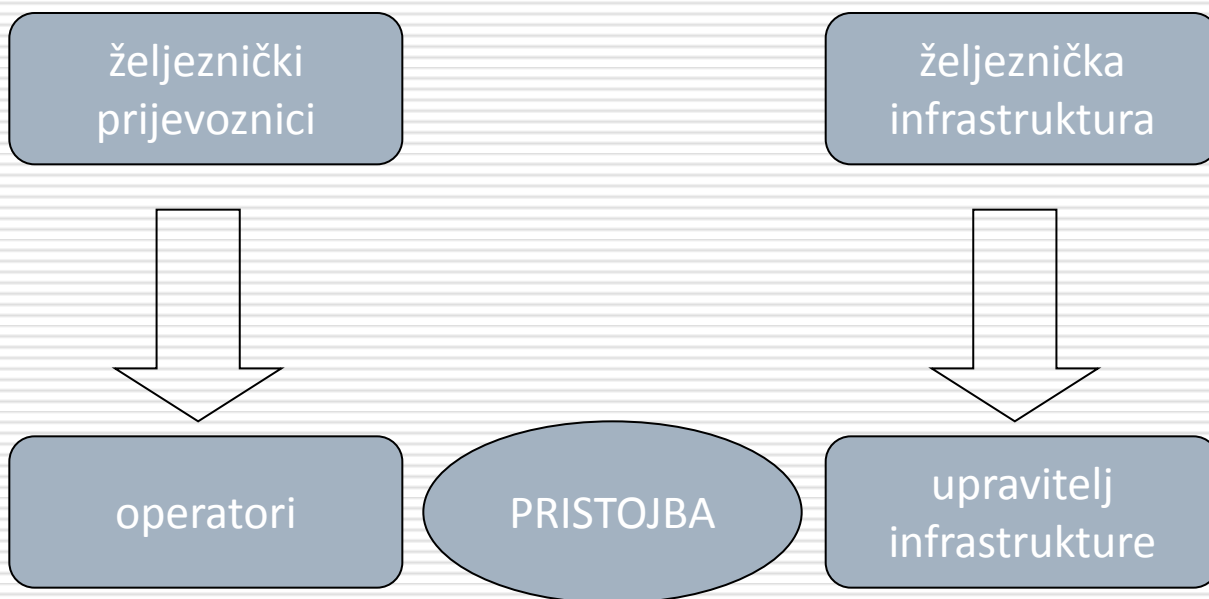 željeznički
prijevoznici
željeznička
infrastruktura
operatori
PRISTOJBA
upravitelj
infrastrukture